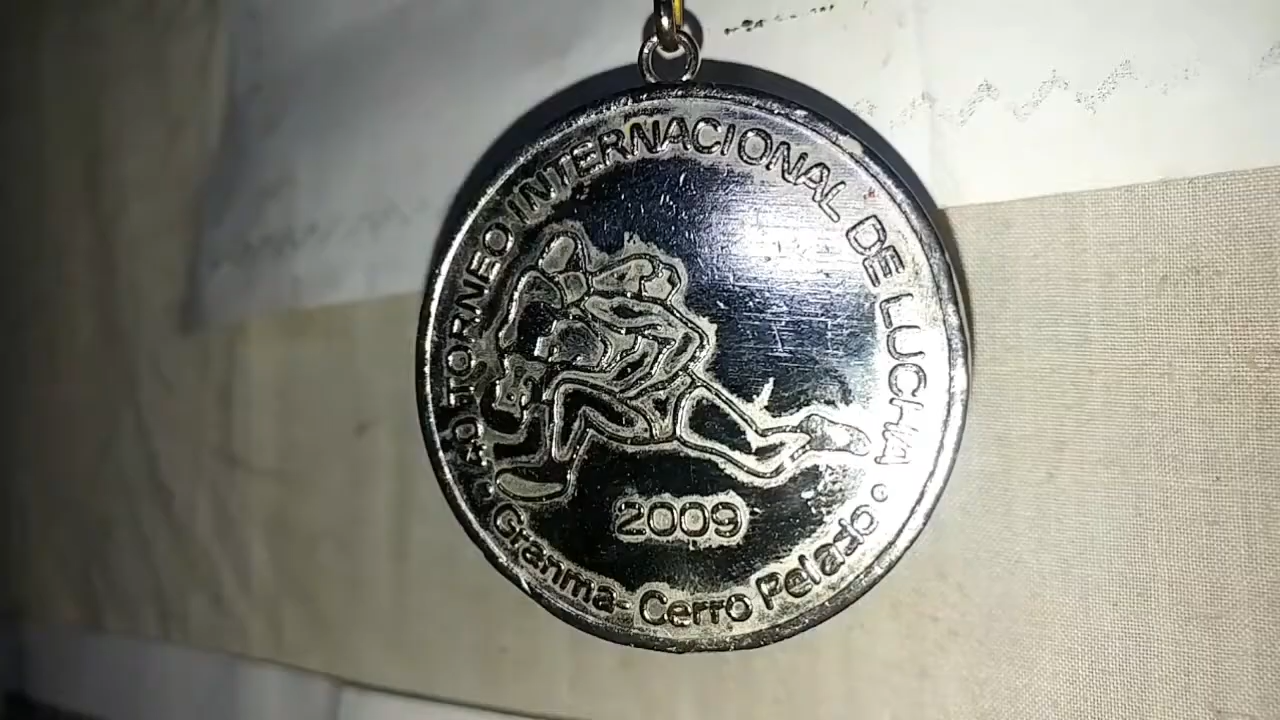 TORNEO INTERNACIONAL DE LUCHA
2009
Granma- Cerro Pelado